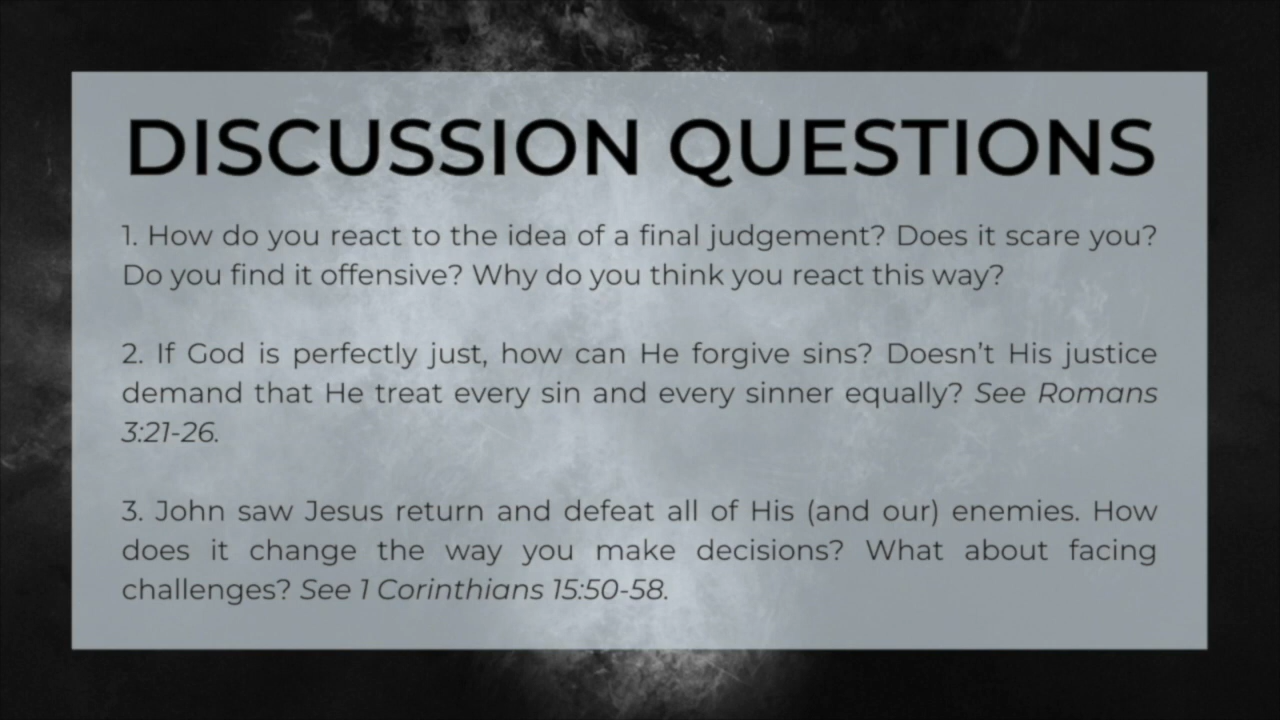 DISCUSSION QUESTIONS
1. How do you react to the idea of a final judgement? Does it scare you?
Do you find it offensive? Why do you think you react this way?
2. If God is perfectly just, how can He forgive sins? Doesn’t His justice
demand that He treat every sin and every sinner equally? See Romans
3:21-26.
3. John saw Jesus return and defeat all of His (and our) enemies. How
does it change the way you make decisions? What about facing
challenges? See 1 Corinthians 15:50-58.